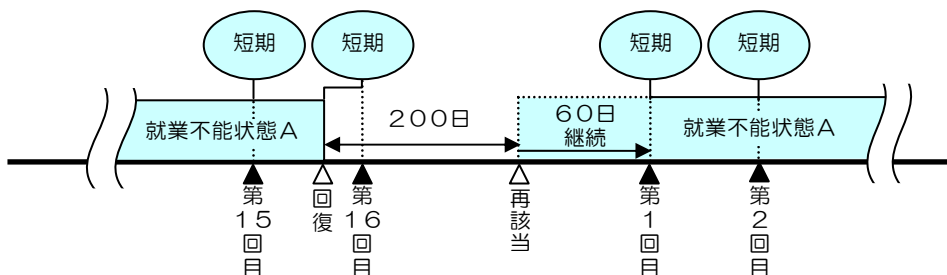 短期
短期
短期
短期
就業不能状態A
200日
60日
継続
就業不能状態A
第15回目
回復
第16回目
再該当
第1回目
第2回目